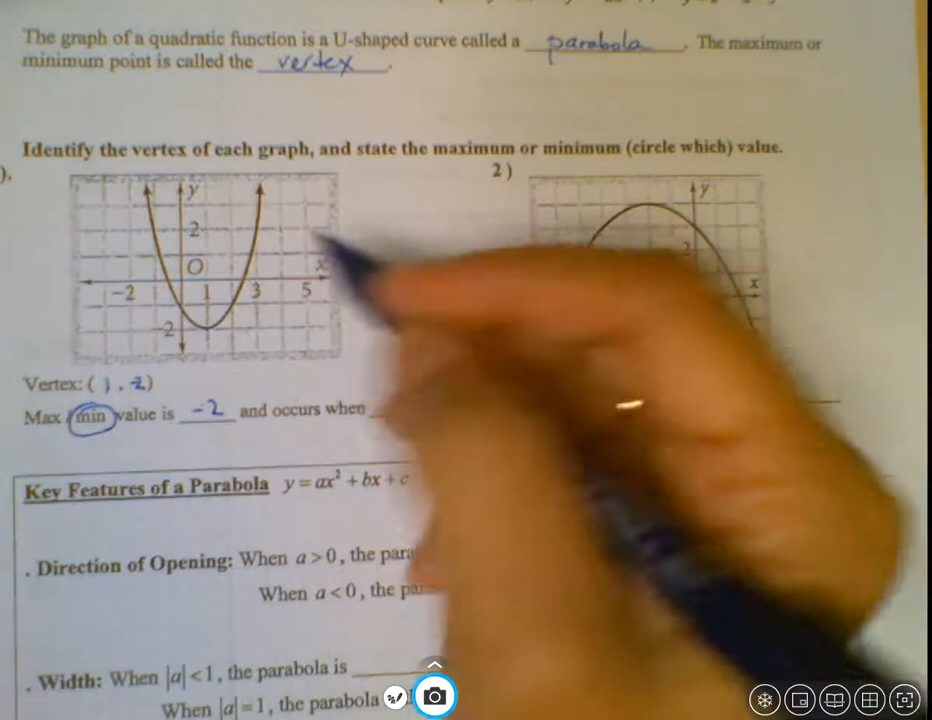 The graph of a quadratic function is a U-shaped curve called a parabola. The maximum or
minimum point is called the vertex.
Identify the vertex of each graph, and state the maximum or minimum (circle which) value.
).
2)
y
2
O
x
-2 1 3 5
-2
y
2
x
Vertex: (1, -2)
Max / min value is -2 and occurs when
Key Features of a Parabola y = ax² + bx + c
. Direction of Opening: When a > 0, the para
When a < 0, the pa
. Width: When |a| < 1, the parabola is
When |a| = 1, the parabola